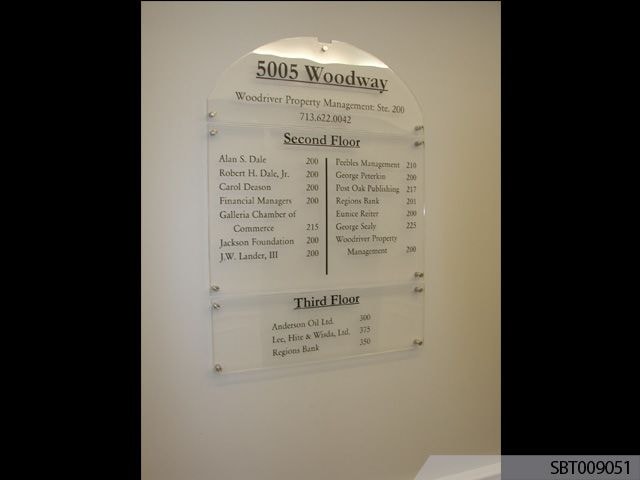 5005 Woodway
Woodriver Property Management: Ste. 200
713.622.0042
Second Floor
Alan S. Dale 200
Robert H. Dale, Jr. 200
Carol Deason 200
Financial Managers 200
Galleria Chamber of
Commerce 215
Jackson Foundation 200
J.W. Lander, III 200
Peebles Management 210
George Peterkin 200
Post Oak Publishing 217
Regions Bank 201
Eunice Reiter 200
George Sealy 225
Woodriver Property
Management 200
Third Floor
Anderson Oil Ltd. 300
Lee, Hite & Wisda, Ltd. 375
Regions Bank 350
SBT009051